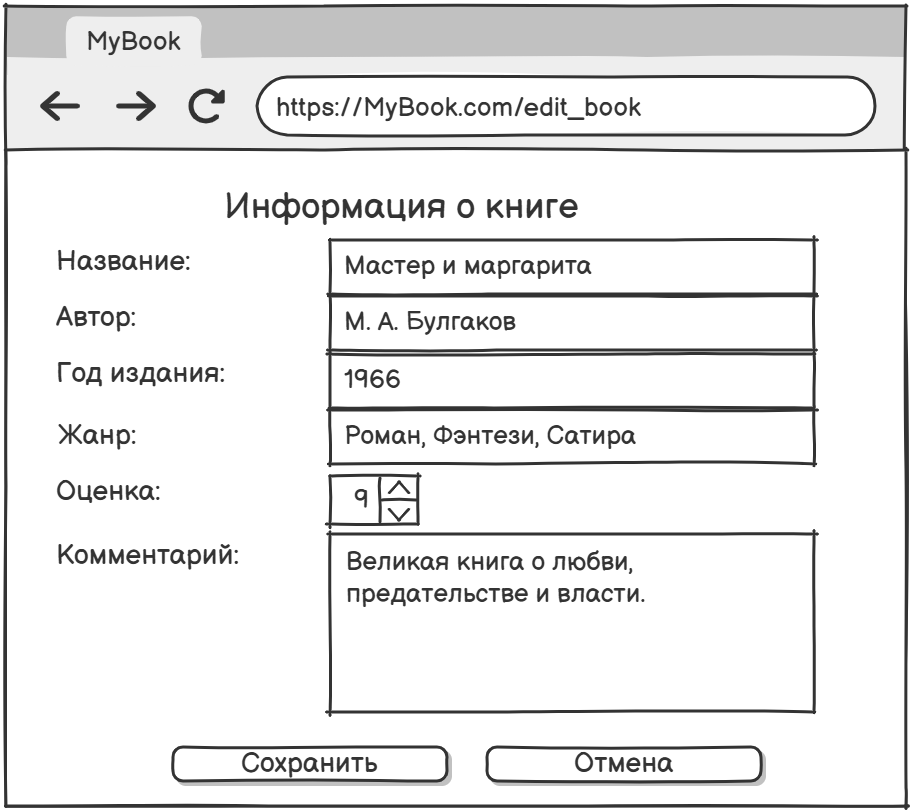 MyBook
https://MyBook.com/edit_book
Информация о книге
Название: Мастер и маргарита
Автор: М. А. Булгаков
Год издания: 1966
Жанр: Роман, Фэнтези, Сатира
Оценка: 9
Комментарий: Великая книга о любви,
предательстве и власти.
Сохранить Отмена